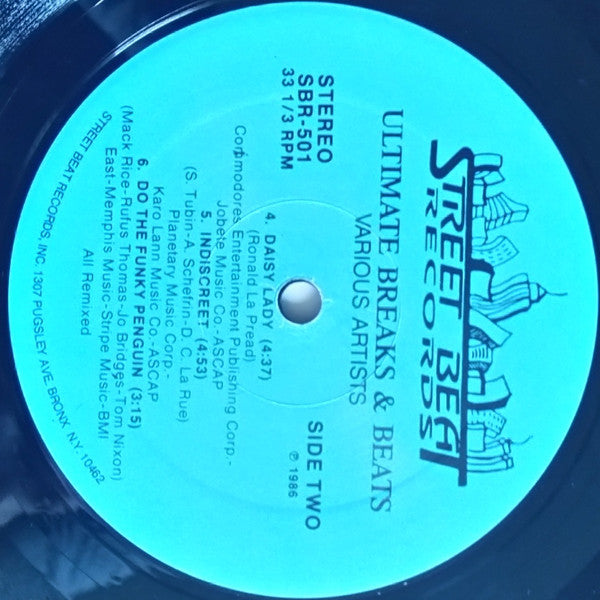 STREET BEAT
RECORDS
ULTIMATE BREAKS & BEATS
VARIOUS ARTISTS
STEREO
SBR-501
33 1/3 RPM
SIDE TWO
℗ 1986
4. DAISY LADY (4:37)
(Ronald La Pread)
Commodores Entertainment Publishing Corp.-
Jobete Music Co.-ASCAP
5. INDISCREET (4:53)
(S. Tubin-A. Schefrin-D.C. La Rue)
Planetary Music Corp.-
Karo Lann Music Co.-ASCAP
6. DO THE FUNKY PENGUIN (3:15)
(Mack Rice-Rufus Thomas-Jo Bridges-Tom Nixon)
East-Memphis Music-Stripe Music-BMI
All Remixed
STREET BEAT RECORDS, INC. 1307 PUGSLEY AVE. BRONX. N.Y. 10462